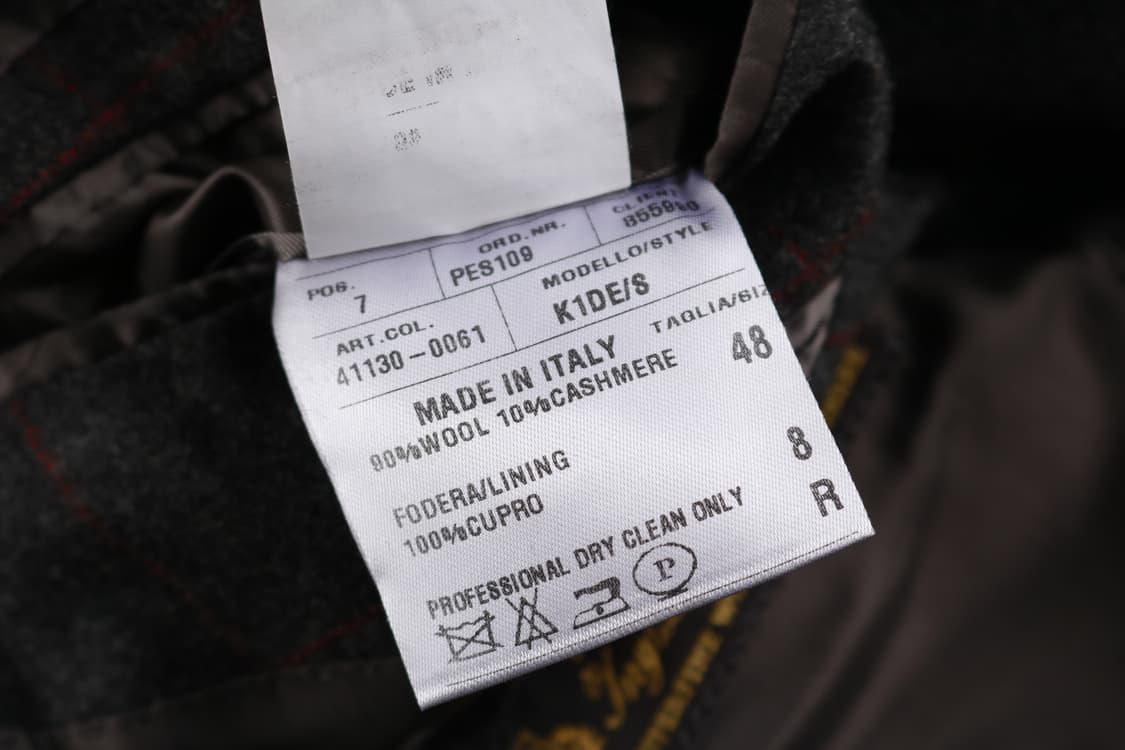 POS. ORD.NR. CLIENT
7 PES109
ART.COL. MODELLO/STYLE
41130-0061 K1DE/S
TAGLIA/SIZ
MADE IN ITALY 48
90%WOOL 10%CASHMERE
FODERA/LINING 8
100%CUPRO R
PROFESSIONAL DRY CLEAN ONLY
P